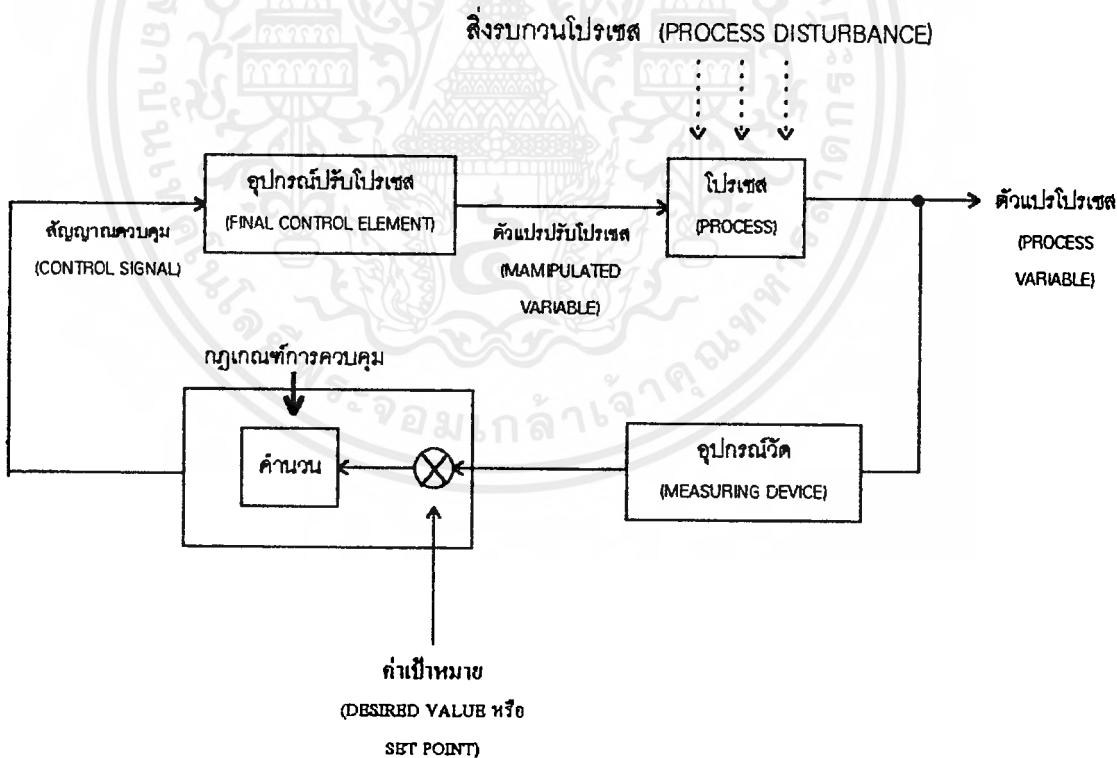 สิ่งรบกวนโปรเซส (PROCESS DISTURBANCE)
อุปกรณ์ปรับโปรเซส
(FINAL CONTROL ELEMENT)
โปรเซส
(PROCESS)
ตัวแปรโปรเซส
(PROCESS
VARIABLE)
สัญญาณควบคุม
(CONTROL SIGNAL)
ตัวแปรปรับโปรเซส
(MAMIPULATED
VARIABLE)
กฎเกณฑ์การควบคุม
คำนวน
อุปกรณ์วัด
(MEASURING DEVICE)
ค่าเป้าหมาย
(DESIRED VALUE หรือ
SET POINT)